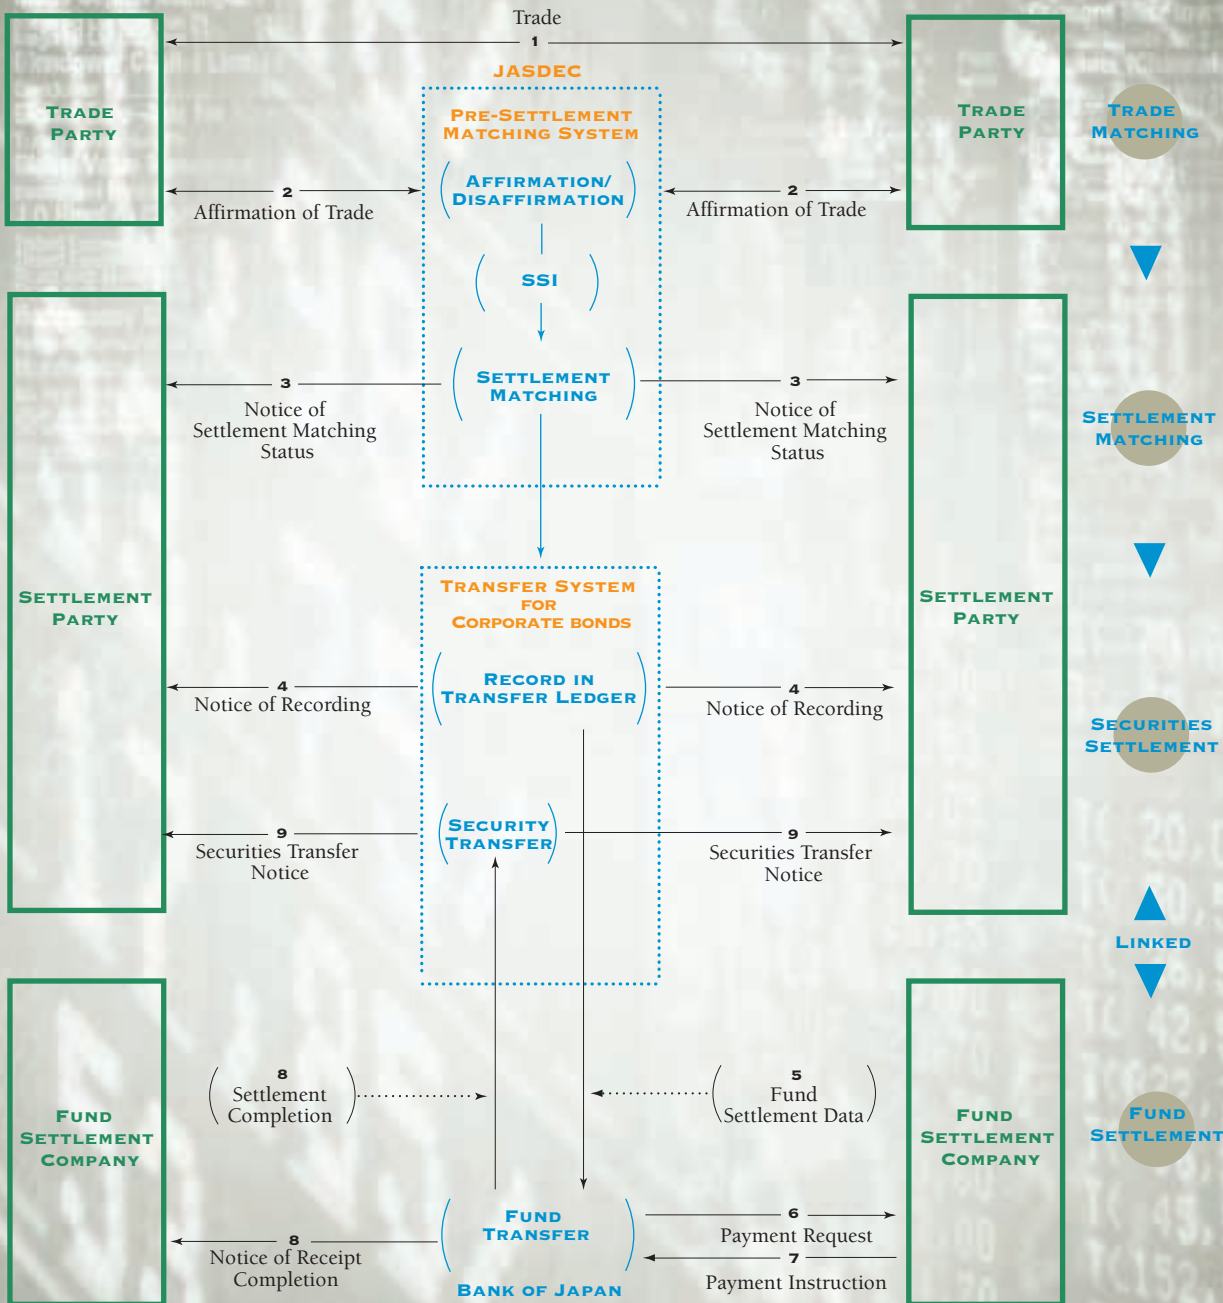 Trade
1
JASDEC
TRADE
PARTY
PRE-SETTLEMENT
MATCHING SYSTEM
TRADE
PARTY
TRADE
MATCHING
2
Affirmation of Trade
AFFIRMATION/
DISAFFIRMATION
2
Affirmation of Trade
SSI
3
Notice of
Settlement Matching
Status
SETTLEMENT
MATCHING
3
Notice of
Settlement Matching
Status
SETTLEMENT
MATCHING
SETTLEMENT
PARTY
TRANSFER SYSTEM
FOR
CORPORATE BONDS
SETTLEMENT
PARTY
4
Notice of Recording
RECORD IN
TRANSFER LEDGER
4
Notice of Recording
SECURITIES
SETTLEMENT
9
Securities Transfer
Notice
SECURITY
TRANSFER
9
Securities Transfer
Notice
LINKED
8
Settlement
Completion
5
Fund
Settlement Data
FUND
SETTLEMENT
COMPANY
FUND
SETTLEMENT
COMPANY
FUND
SETTLEMENT
8
Notice of Receipt
Completion
FUND
TRANSFER
6
Payment Request
7
Payment Instruction
BANK OF JAPAN